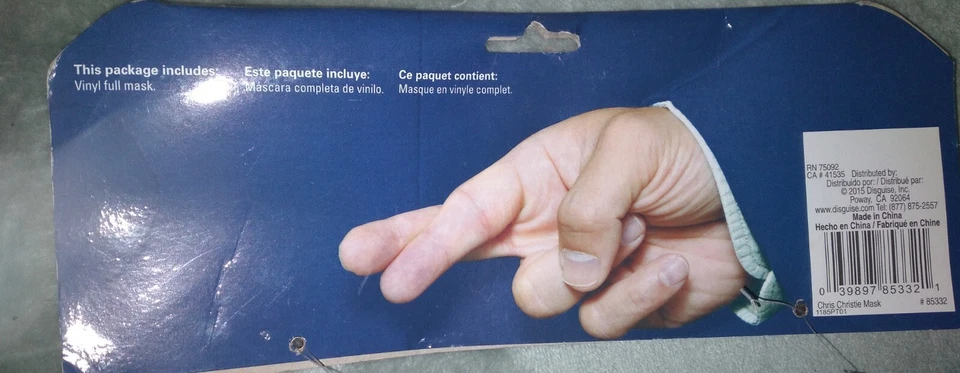 This package includes:
Vinyl full mask.
Este paquete incluye:
Máscara completa de vinilo.
Ce paquet contient:
Masque en vinyle complet.
RN 75092
CA # 41535 Distributed by:
Distribuido por: / Distribué par:
© 2015 Disguise, Inc.
Poway, CA 92064
www.disguise.com Tel: (877) 875-2557
Made in China
Hecho en China / Fabriqué en Chine
0 39897 85332 1
Chris Christie Mask # 85332
1185PT01